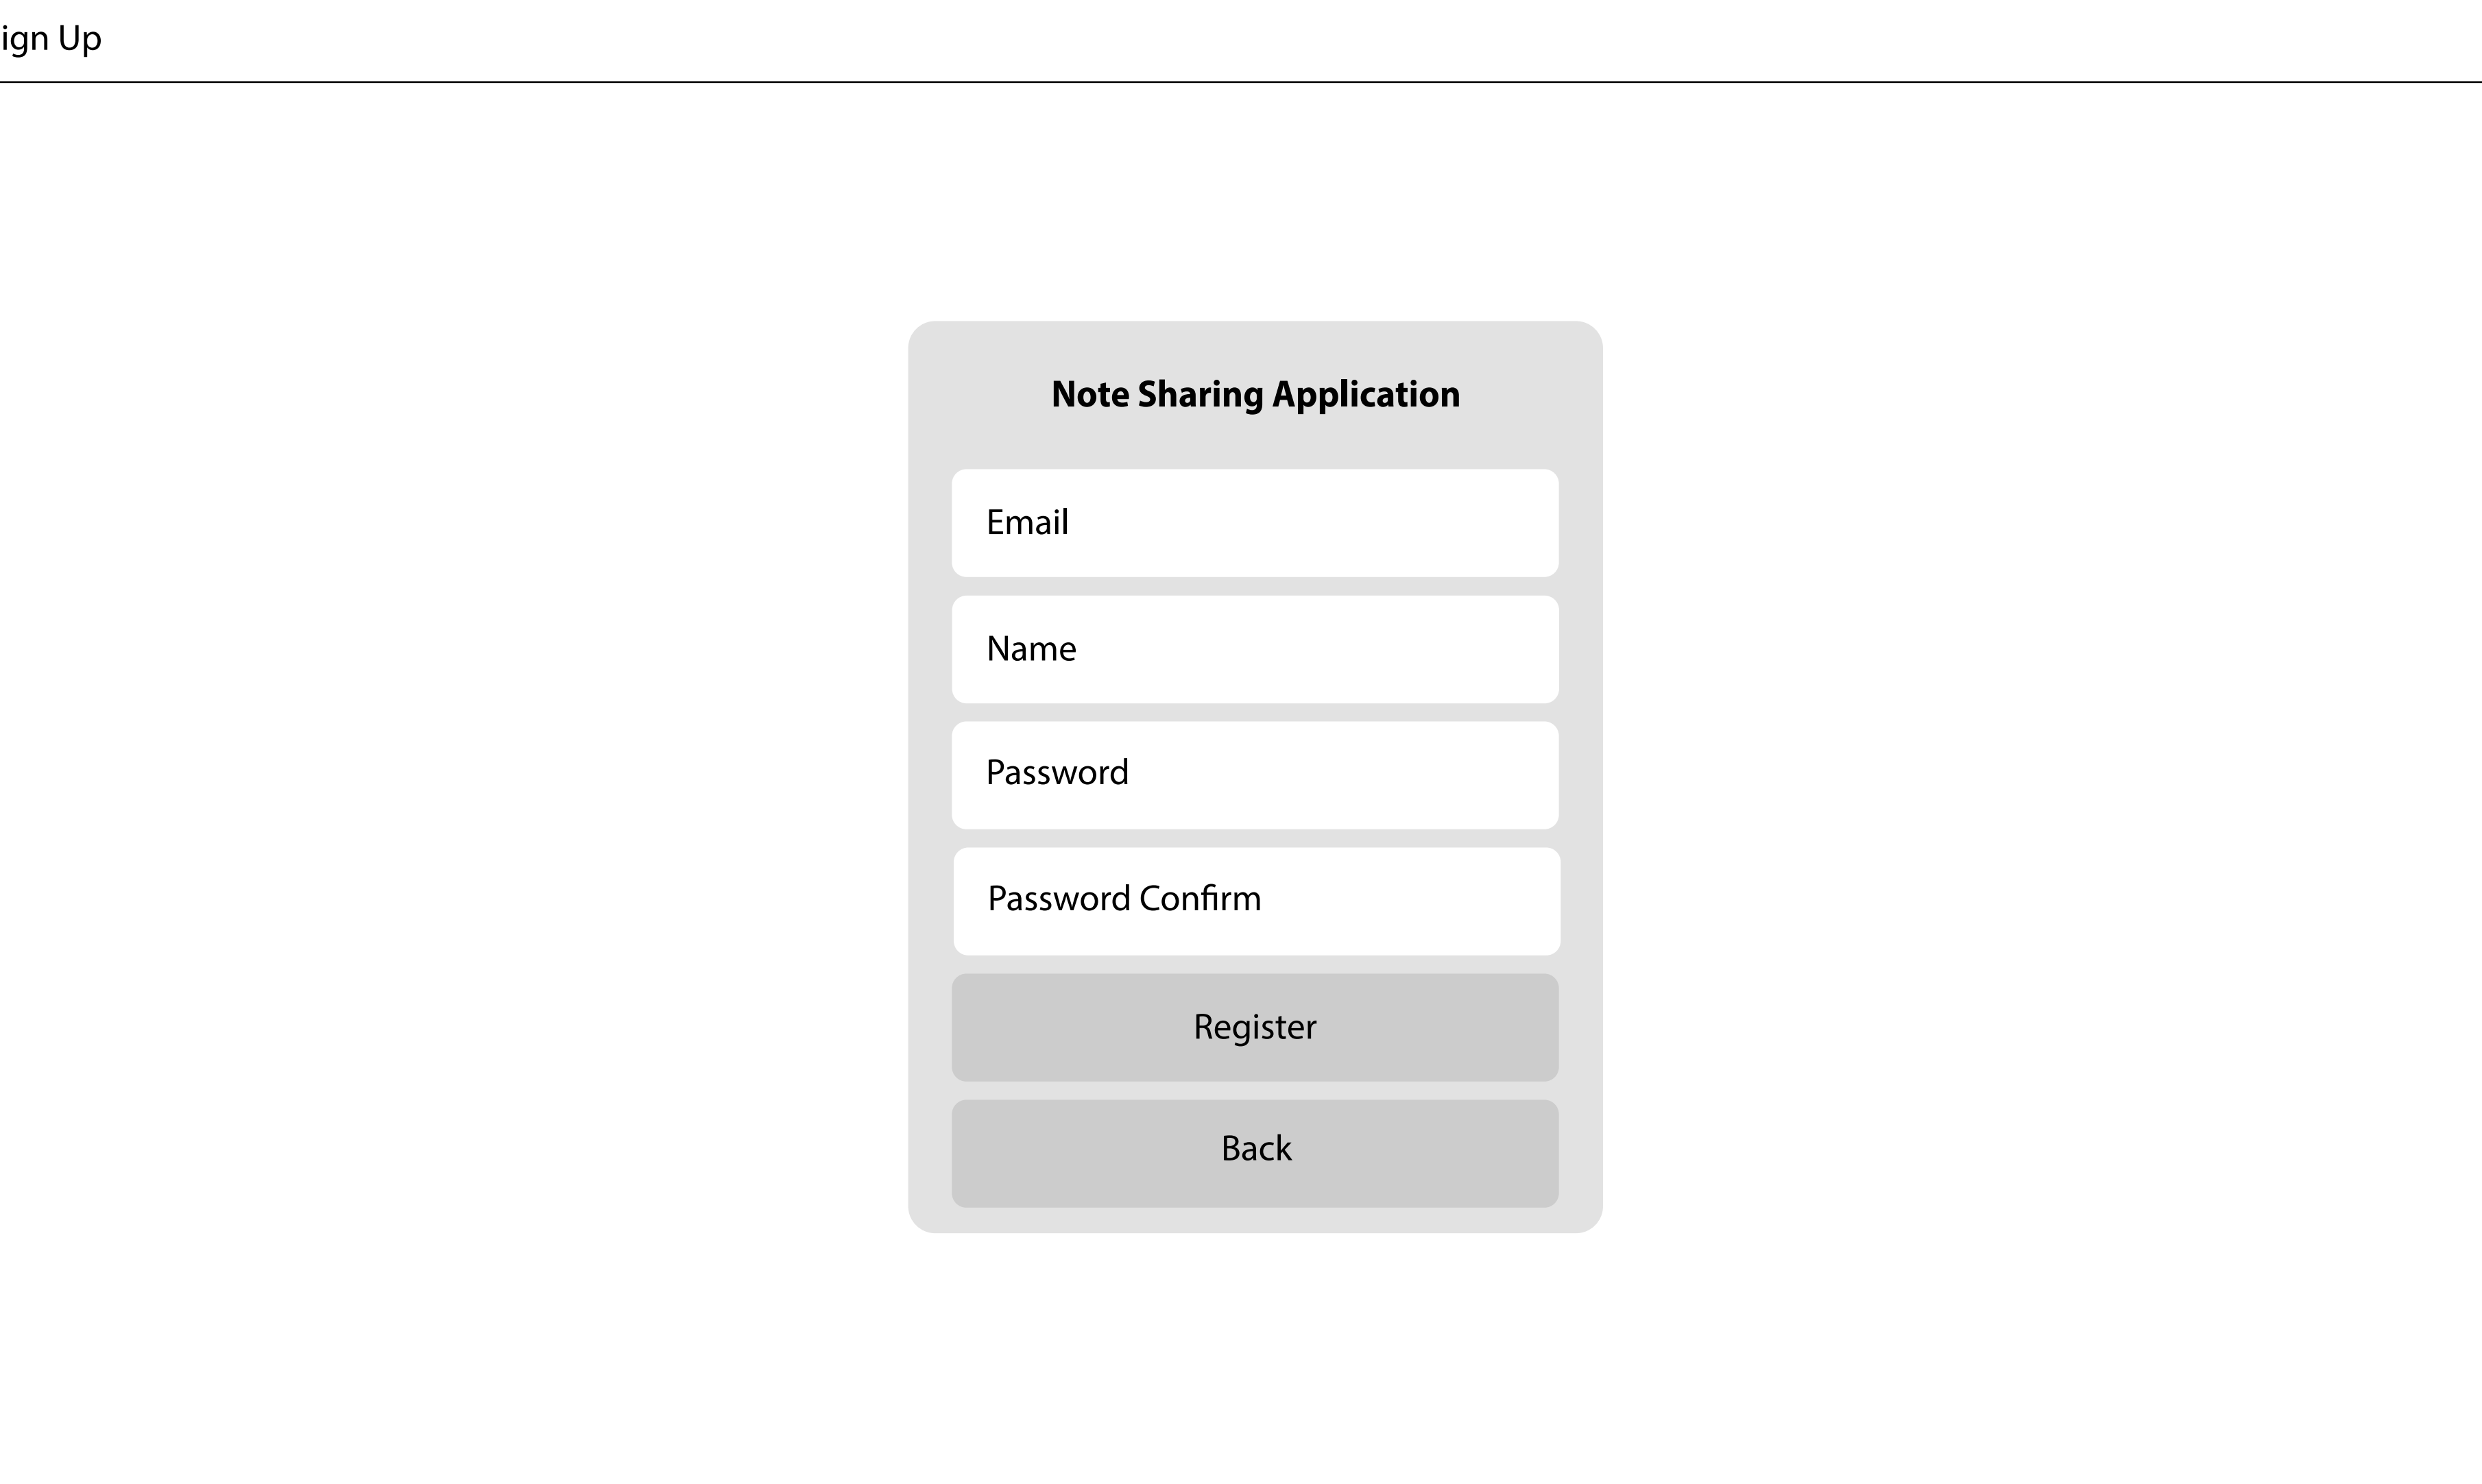 ign Up
Note Sharing Application
Email
Name
Password
Password Confirm
Register
Back